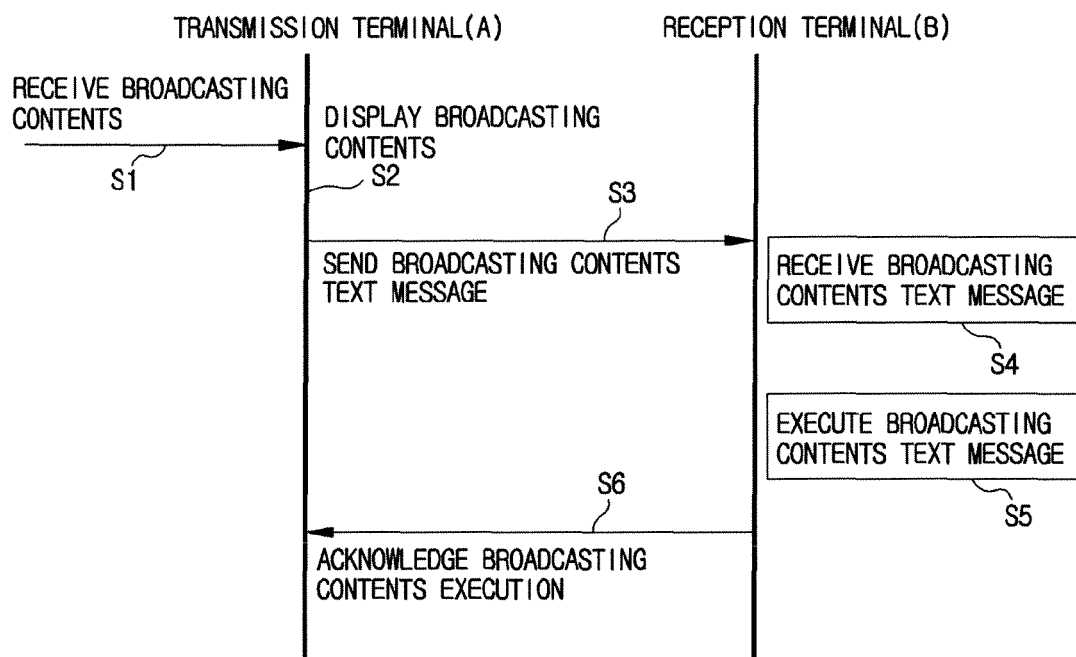 TRANSMISSION TERMINAL(A)
RECEPTION TERMINAL(B)
RECEIVE BROADCASTING
CONTENTS
S1
DISPLAY BROADCASTING
CONTENTS
S2
S3
SEND BROADCASTING CONTENTS
TEXT MESSAGE
RECEIVE BROADCASTING
CONTENTS TEXT MESSAGE
S4
EXECUTE BROADCASTING
CONTENTS TEXT MESSAGE
S5
S6
ACKNOWLEDGE BROADCASTING
CONTENTS EXECUTION